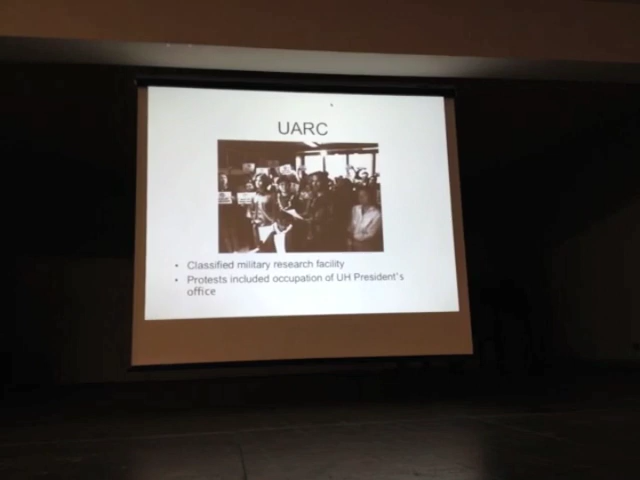 UARC
• Classified military research facility
• Protests included occupation of UH President's
office